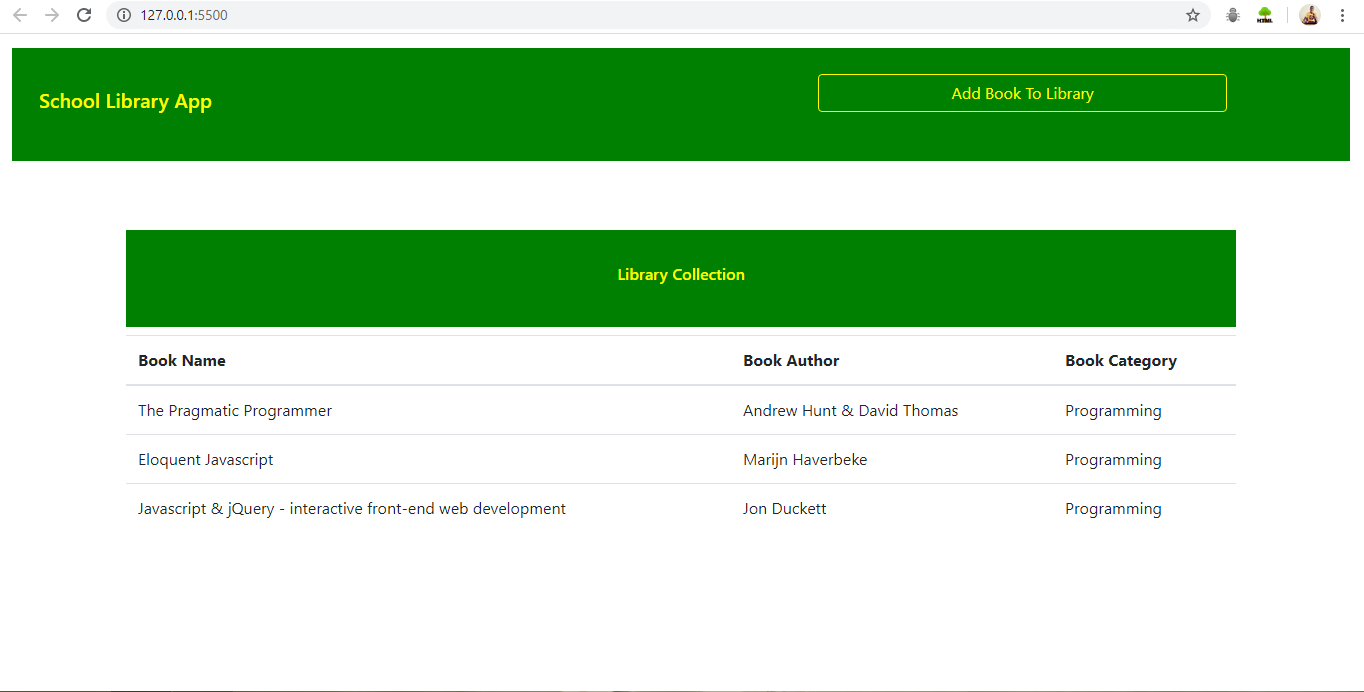 127.0.0.1:5500
HTML
School Library App
Add Book To Library
Library Collection
Book Name Book Author Book Category
The Pragmatic Programmer Andrew Hunt & David Thomas Programming
Eloquent Javascript Marijn Haverbeke Programming
Javascript & jQuery - interactive front-end web development Jon Duckett Programming